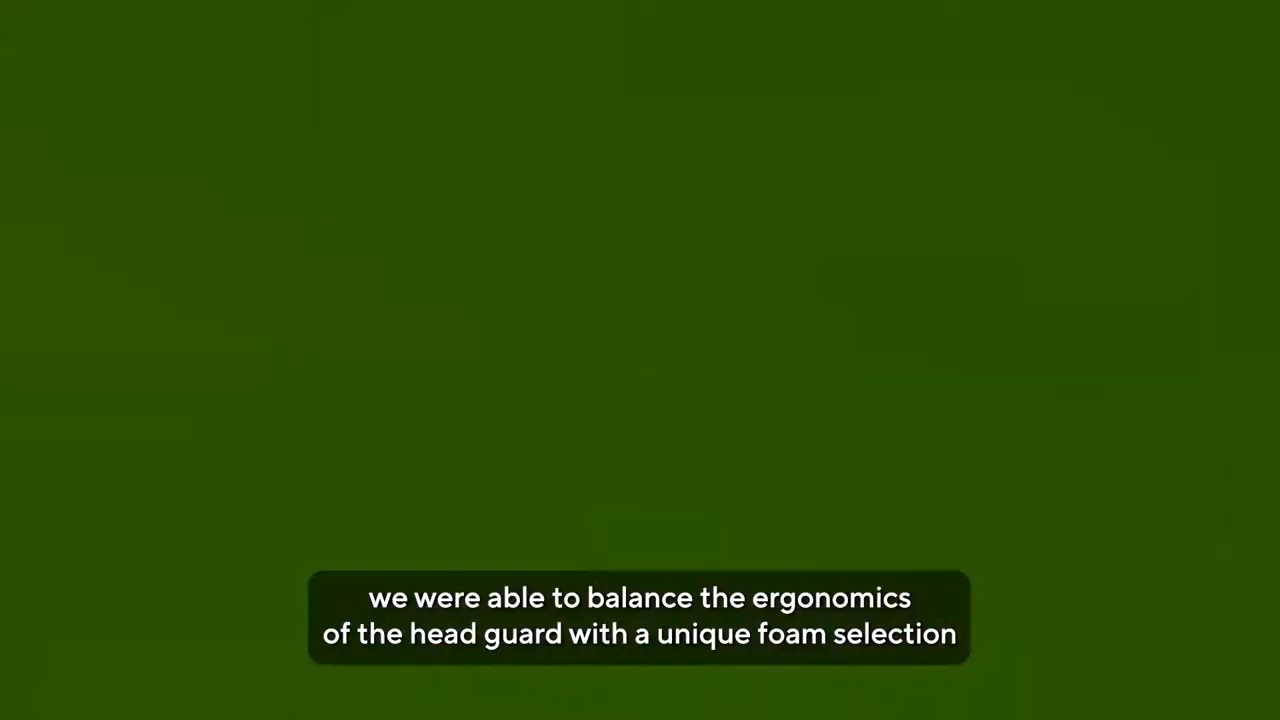 we were able to balance the ergonomics
of the head guard with a unique foam selection